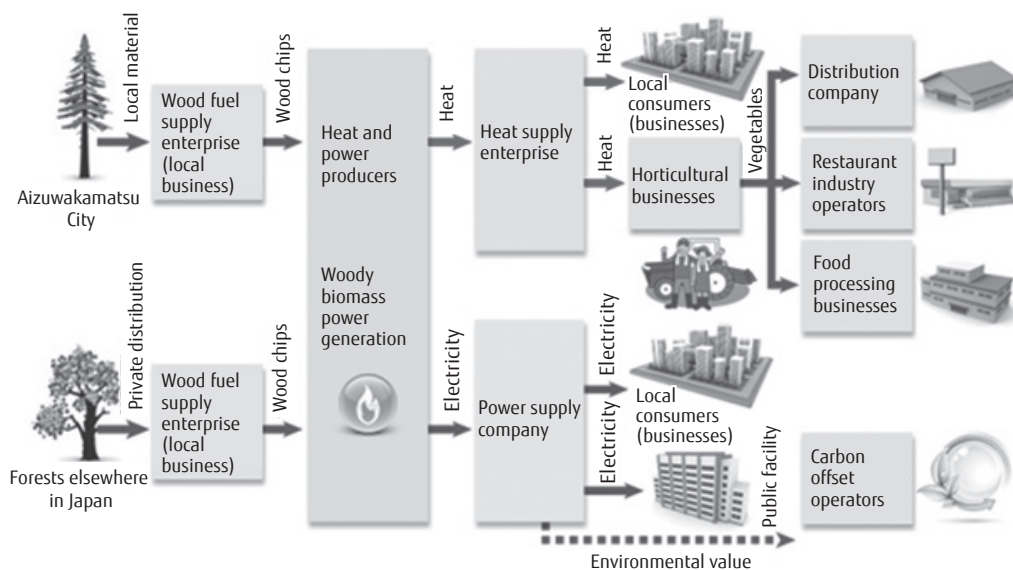 Local material
Wood chips
Heat
Heat
Vegetables
Wood fuel
supply
enterprise
(local
business)
Heat and
power
producers
Heat supply
enterprise
Local
consumers
(businesses)
Distribution
company
Aizuwakamatsu
City
Heat
Horticultural
businesses
Restaurant
industry
operators
Food
processing
businesses
Woody
biomass
power
generation
Private distribution
Wood chips
Electricity
Electricity
Wood fuel
supply
enterprise
(local
business)
Power supply
company
Local
consumers
(businesses)
Electricity
Public facility
Forests elsewhere
in Japan
Carbon
offset
operators
Environmental value